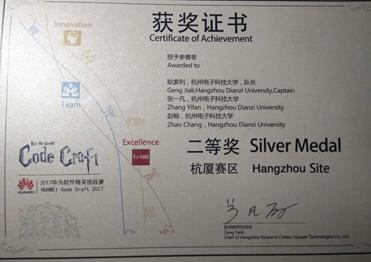 Innovation
Team
Excellence
T>100
Run the World!
Code Craft
HUAWEI
2017华为软件精英挑战赛
HUAWEI Code Craft 2017
获奖证书
Certificate of Achievement
授予参赛者
Awarded to
耿家利，杭州电子科技大学，队长
Geng Jiali,Hangzhou Dianzi University,Captain
张一凡，杭州电子科技大学
Zhang Yifan，Hangzhou Dianzi University
赵畅，杭州电子科技大学
Zhao Chang，Hangzhou Dianzi University
二等奖 Silver Medal
杭厦赛区 Hangzhou Site
Chief of Hangzhou Research Center, Huawei Technologies Co., Ltd.